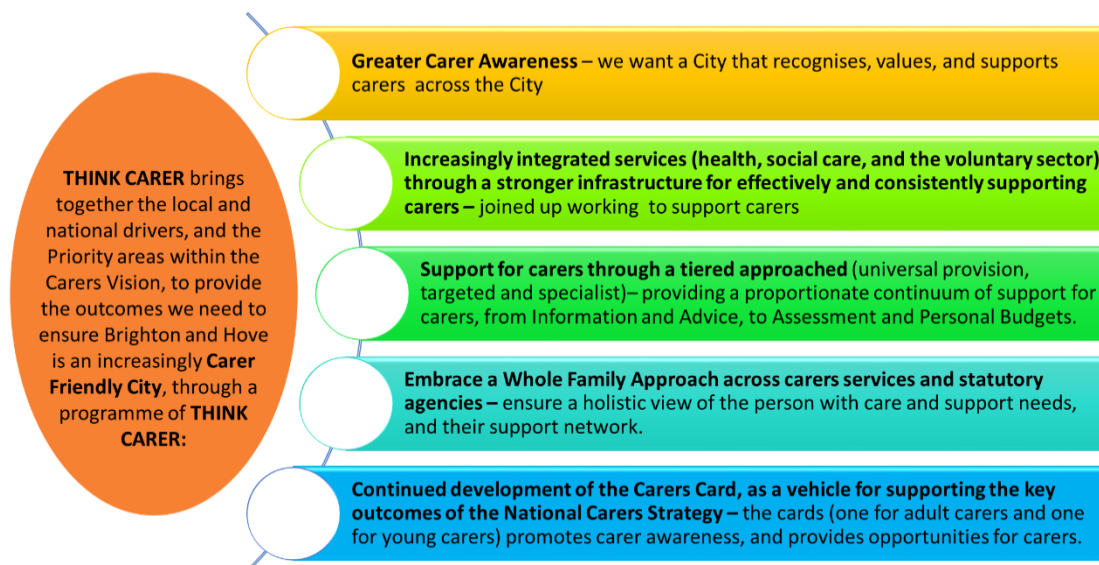 THINK CARER brings
together the local and
national drivers, and the
Priority areas within the
Carers Vision, to provide
the outcomes we need to
ensure Brighton and Hove
is an increasingly Carer
Friendly City, through a
programme of THINK
CARER:
Greater Carer Awareness – we want a City that recognises, values, and supports
carers across the City
Increasingly integrated services (health, social care, and the voluntary sector)
through a stronger infrastructure for effectively and consistently supporting
carers – joined up working to support carers
Support for carers through a tiered approached (universal provision,
targeted and specialist)– providing a proportionate continuum of support for
carers, from Information and Advice, to Assessment and Personal Budgets.
Embrace a Whole Family Approach across carers services and statutory
agencies – ensure a holistic view of the person with care and support needs,
and their support network.
Continued development of the Carers Card, as a vehicle for supporting the key
outcomes of the National Carers Strategy – the cards (one for adult carers and one
for young carers) promotes carer awareness, and provides opportunities for carers.